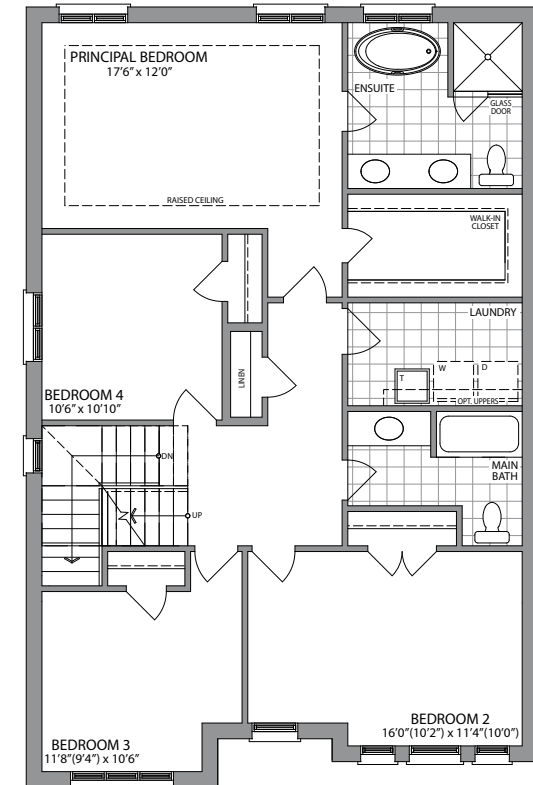 PRINCIPAL BEDROOM
17'6" x 12'0"
RAISED CEILING
ENSUITE
GLASS
DOOR
WALK-IN
CLOSET
LAUNDRY
W
D
T
OPT. UPPERS
LINEN
BEDROOM 4
10'6" x 10'10"
DN
UP
MAIN
BATH
BEDROOM 3
11'8"(9'4") x 10'6"
BEDROOM 2
16'0"(10'2") x 11'4"(10'0")